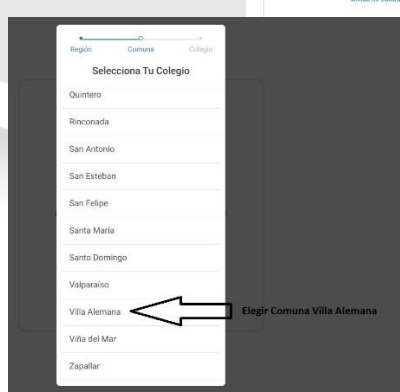 Región Comuna Colegio
Selecciona Tu Colegio
Quintero
Rinconada
San Antonio
San Esteban
San Felipe
Santa María
Santo Domingo
Valparaíso
Villa Alemana
Elegir Comuna Villa Alemana
Viña del Mar
Zapallar